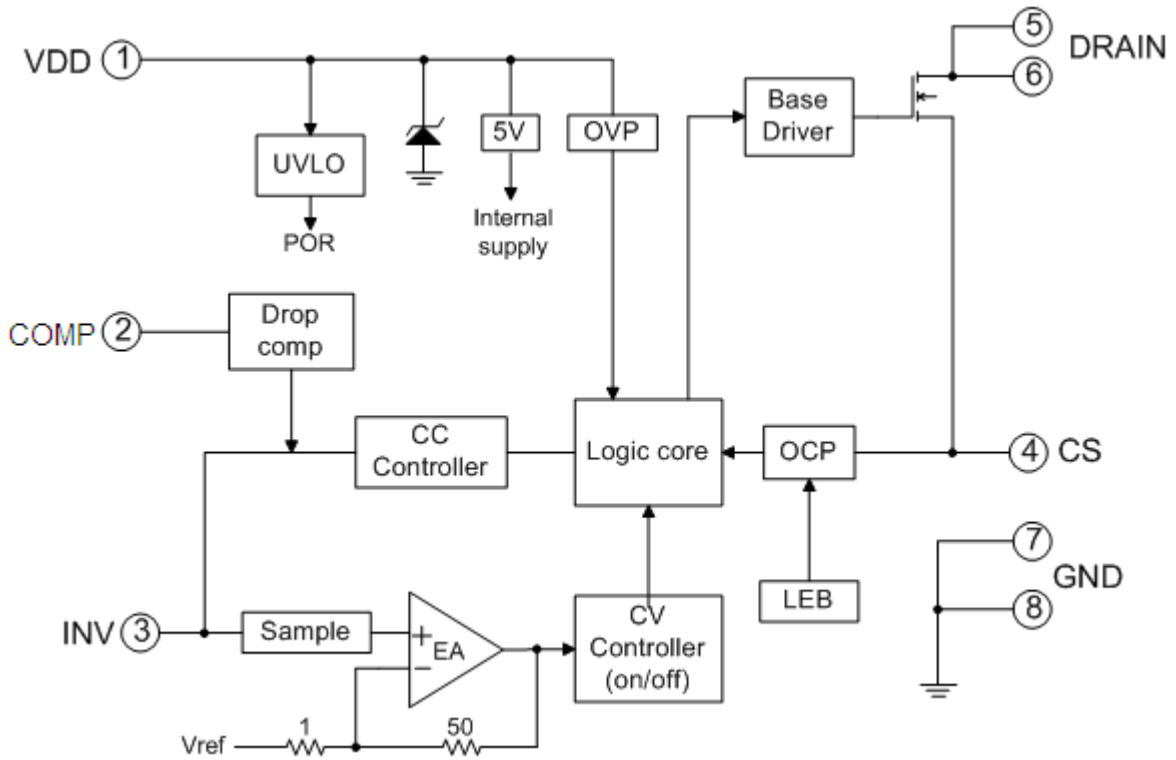 VDD 1
5
DRAIN
6
Base
Driver
5V
OVP
UVLO
Internal
supply
POR
COMP 2
Drop
comp
CC
Controller
Logic core
OCP
4 CS
7
GND
8
LEB
INV 3
Sample
+
EA
−
CV
Controller
(on/off)
Vref
1
50